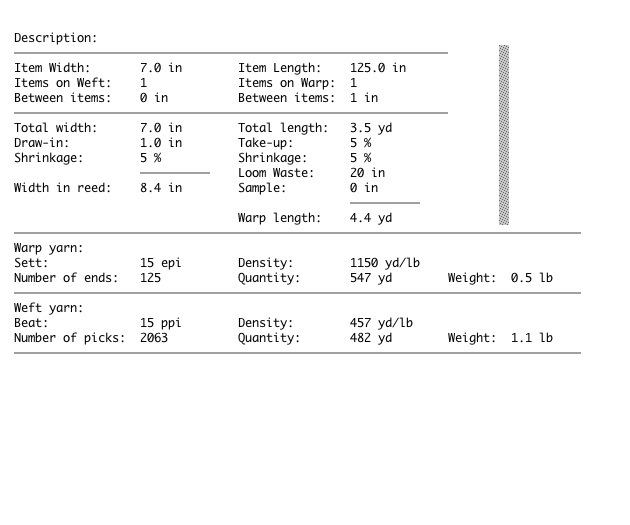 Description:
Item Width: 7.0 in Item Length: 125.0 in
Items on Weft: 1 Items on Warp: 1
Between items: 0 in Between items: 1 in
Total width: 7.0 in Total length: 3.5 yd
Draw-in: 1.0 in Take-up: 5 %
Shrinkage: 5 % Shrinkage: 5 %
Loom Waste: 20 in
Width in reed: 8.4 in Sample: 0 in
Warp length: 4.4 yd
Warp yarn:
Sett: 15 epi Density: 1150 yd/lb
Number of ends: 125 Quantity: 547 yd Weight: 0.5 lb
Weft yarn:
Beat: 15 ppi Density: 457 yd/lb
Number of picks: 2063 Quantity: 482 yd Weight: 1.1 lb